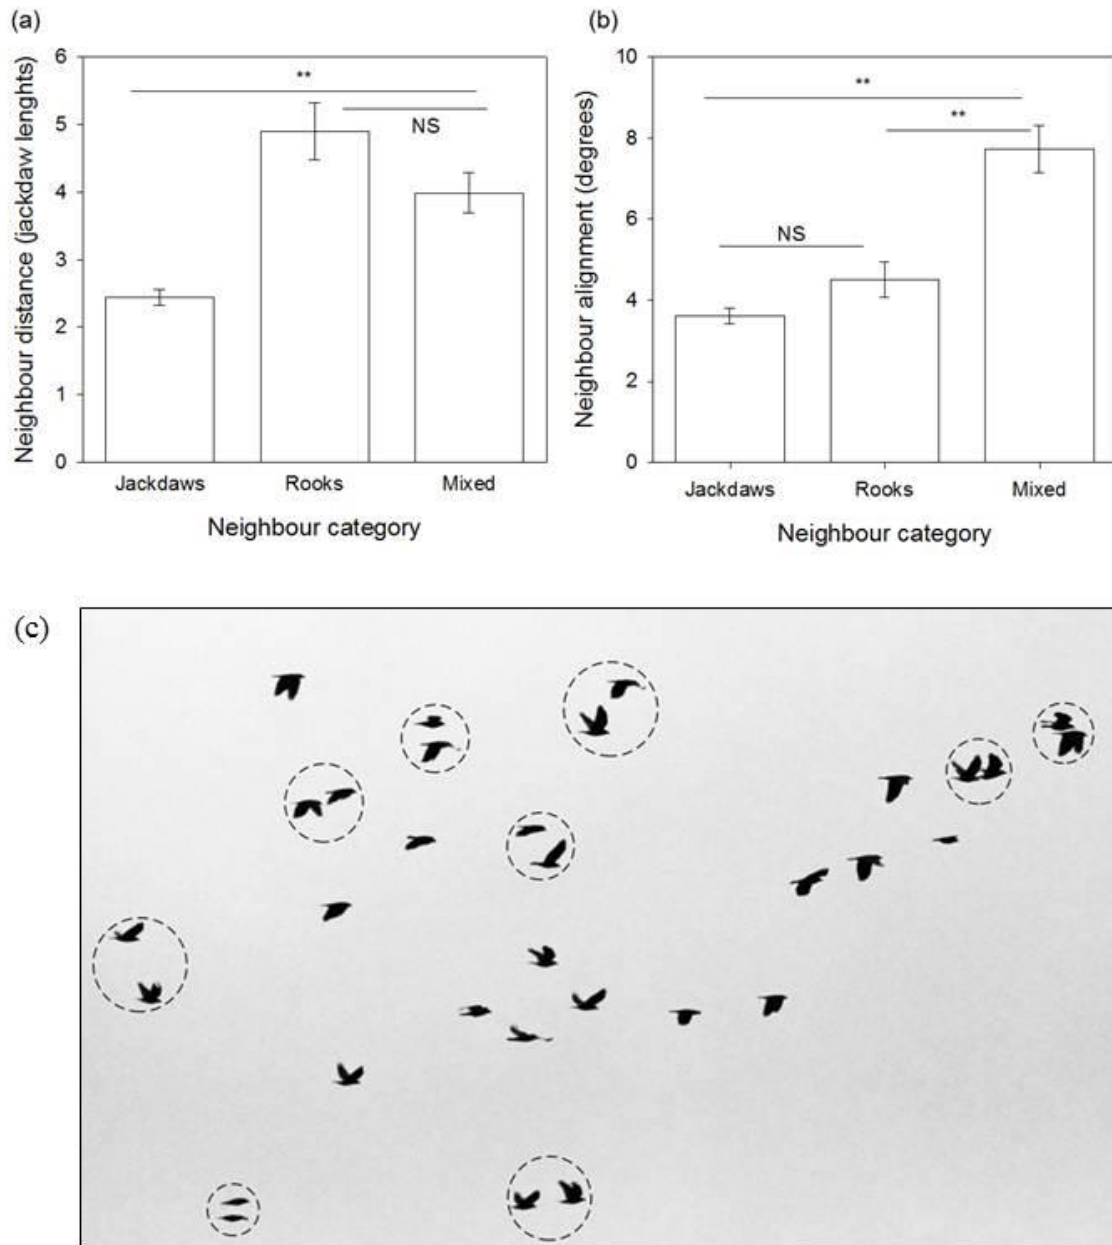 (a)
Neighbour distance (jackdaw lenghts)
6
5
4
3
2
1
0
**
NS
Jackdaws Rooks Mixed
Neighbour category
(b)
Neighbour alignment (degrees)
10
8
6
4
2
0
**
**
NS
Jackdaws Rooks Mixed
Neighbour category
(c)